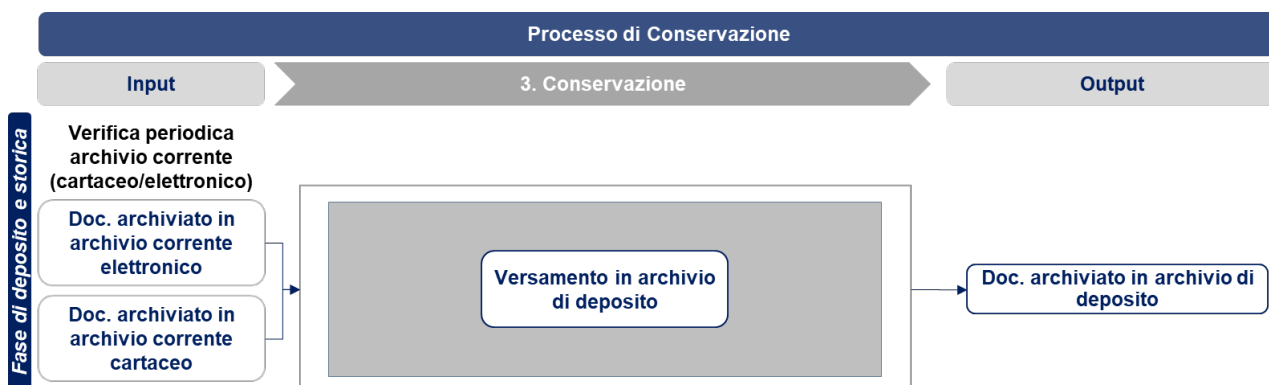 Processo di Conservazione
Input
3. Conservazione
Output
Fase di deposito e storica
Verifica periodica
archivio corrente
(cartaceo/elettronico)
Doc. archiviato in
archivio corrente
elettronico
Doc. archiviato in
archivio corrente
cartaceo
Versamento in archivio
di deposito
Doc. archiviato in archivio di
deposito